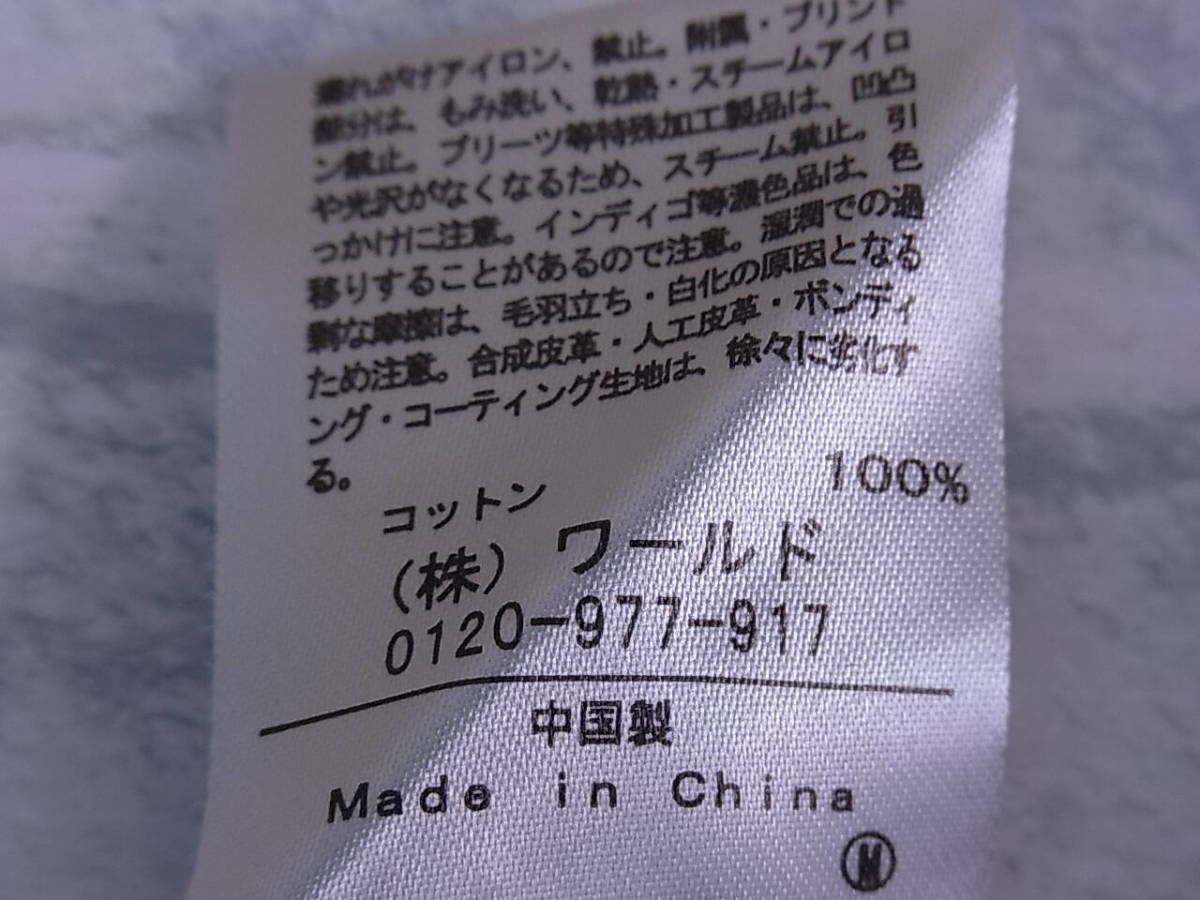 濡れがけアイロン、禁止。附属・プリント
部分は、もみ洗い、乾熱・スチームアイロ
ン禁止。プリーツ等特殊加工製品は、凹凸
や光沢がなくなるため、スチーム禁止。引
っかけに注意。インディゴ等濃色品は、色
移りすることがあるので注意。湿潤での過
剰な摩擦は、毛羽立ち・白化の原因となる
ため注意。合成皮革・人工皮革・ボンディ
ング・コーティング生地は、徐々に劣化す
る。
コットン 100%
(株)ワールド
0120-977-917
中国製
Made in China
M